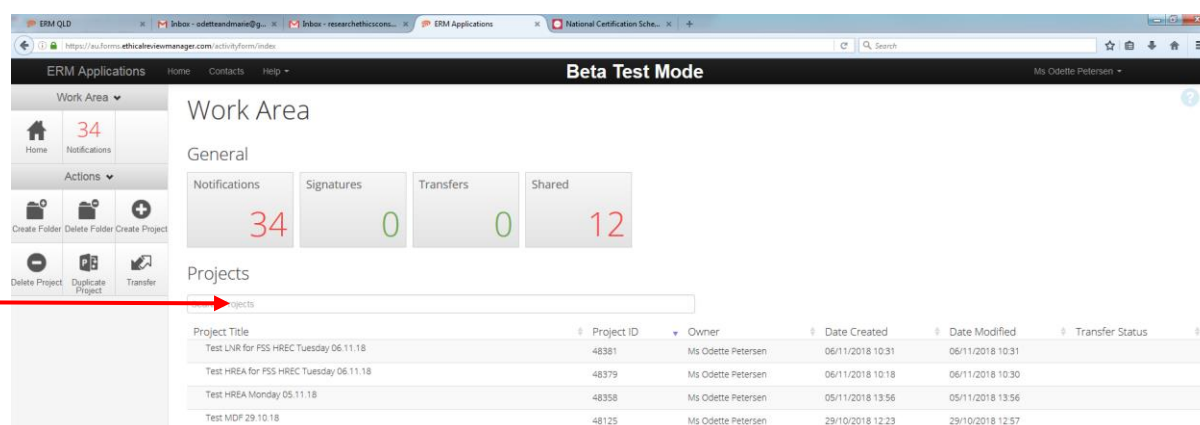 ERM QLD
Inbox - odetteandmarie@g...
Inbox - researchethicscons...
ERM Applications
National Certification Sche...
https://au.forms.ethicalreviewmanager.com/activityform/index
Search
ERM Applications Home Contacts Help
Beta Test Mode
Ms Odette Petersen
Work Area
34
Home Notifications
Actions
Create Folder Delete Folder Create Project
Delete Project Duplicate Project Transfer
Work Area
General
Notifications Signatures Transfers Shared
34 0 0 12
Projects
Project Title Project ID Owner Date Created Date Modified Transfer Status
Test LNR for FSS HREC Tuesday 06.11.18 48381 Ms Odette Petersen 06/11/2018 10:31 06/11/2018 10:31
Test HREA for FSS HREC Tuesday 06.11.18 48379 Ms Odette Petersen 06/11/2018 10:18 06/11/2018 10:30
Test HREA Monday 05.11.18 48358 Ms Odette Petersen 05/11/2018 13:56 05/11/2018 13:56
Test MDF 29.10.18 48125 Ms Odette Petersen 29/10/2018 12:23 29/10/2018 12:57